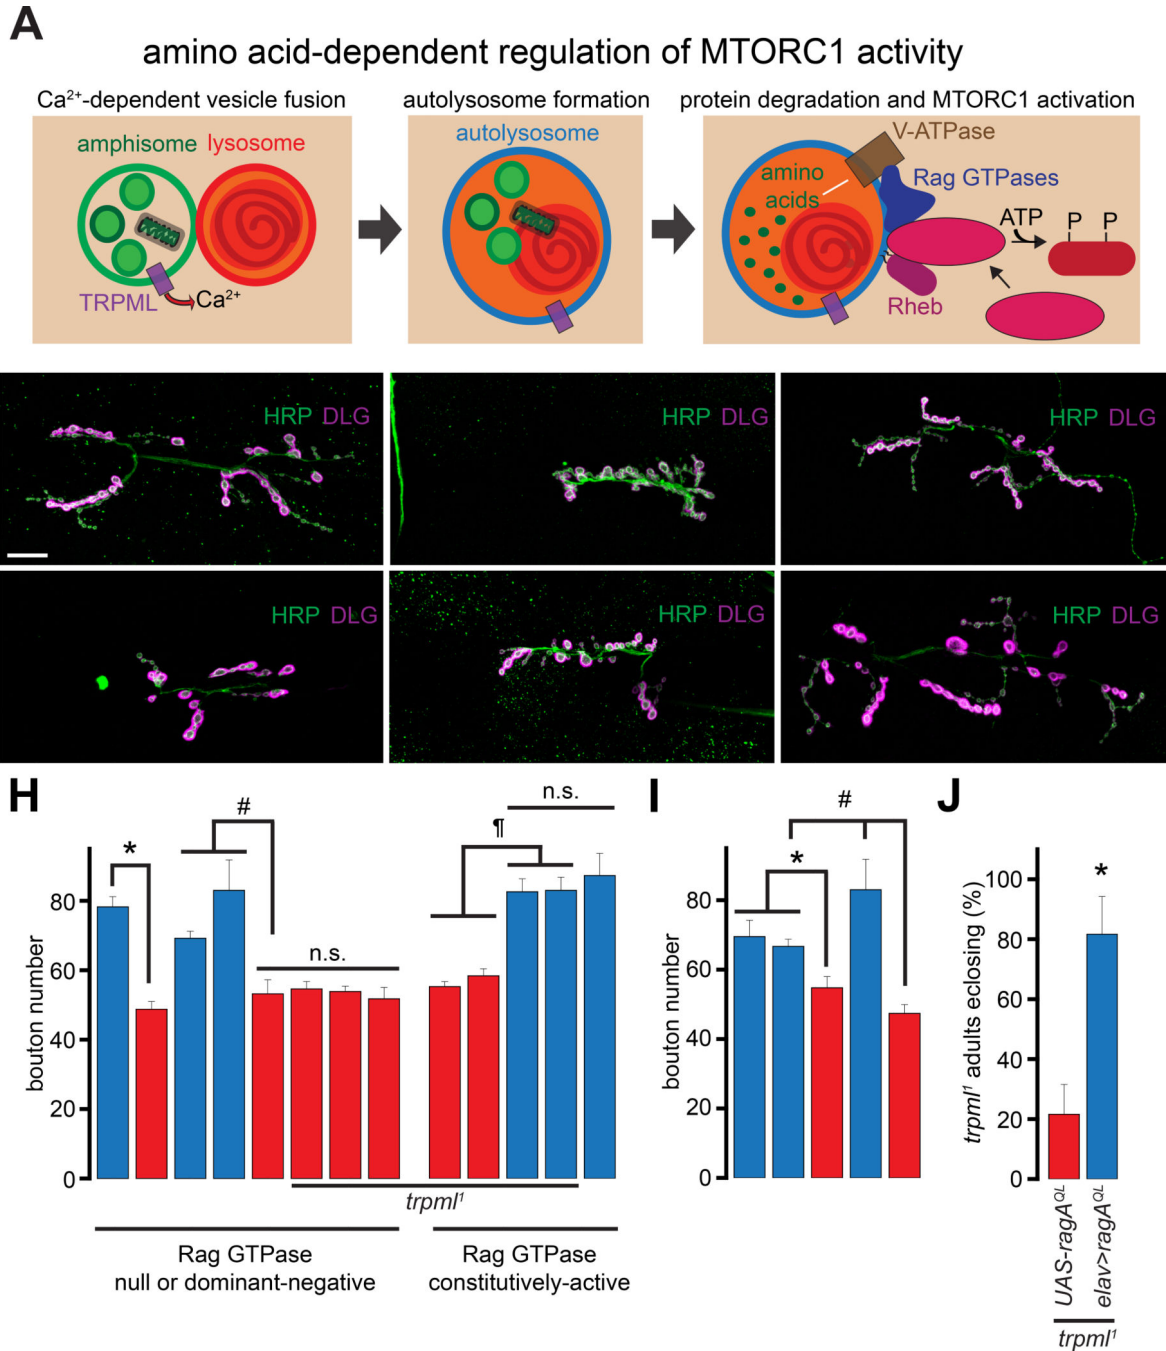 A
amino acid-dependent regulation of MTORC1 activity
Ca²⁺-dependent vesicle fusion
autolysosome formation
protein degradation and MTORC1 activation
amphisome lysosome
TRPML
Ca²⁺
autolysosome
V-ATPase
amino
acids
Rag GTPases
ATP
P P
Rheb
HRP DLG
HRP DLG
HRP DLG
HRP DLG
HRP DLG
HRP DLG
H
bouton number
80
60
40
20
0
*
#
n.s.
¶
n.s.
trpml¹
Rag GTPase
null or dominant-negative
Rag GTPase
constitutively-active
I
bouton number
80
60
40
20
0
*
#
J
trpml¹ adults eclosing (%)
100
80
60
40
20
0
*
UAS-ragA^QL
elav>ragA^QL
trpml¹